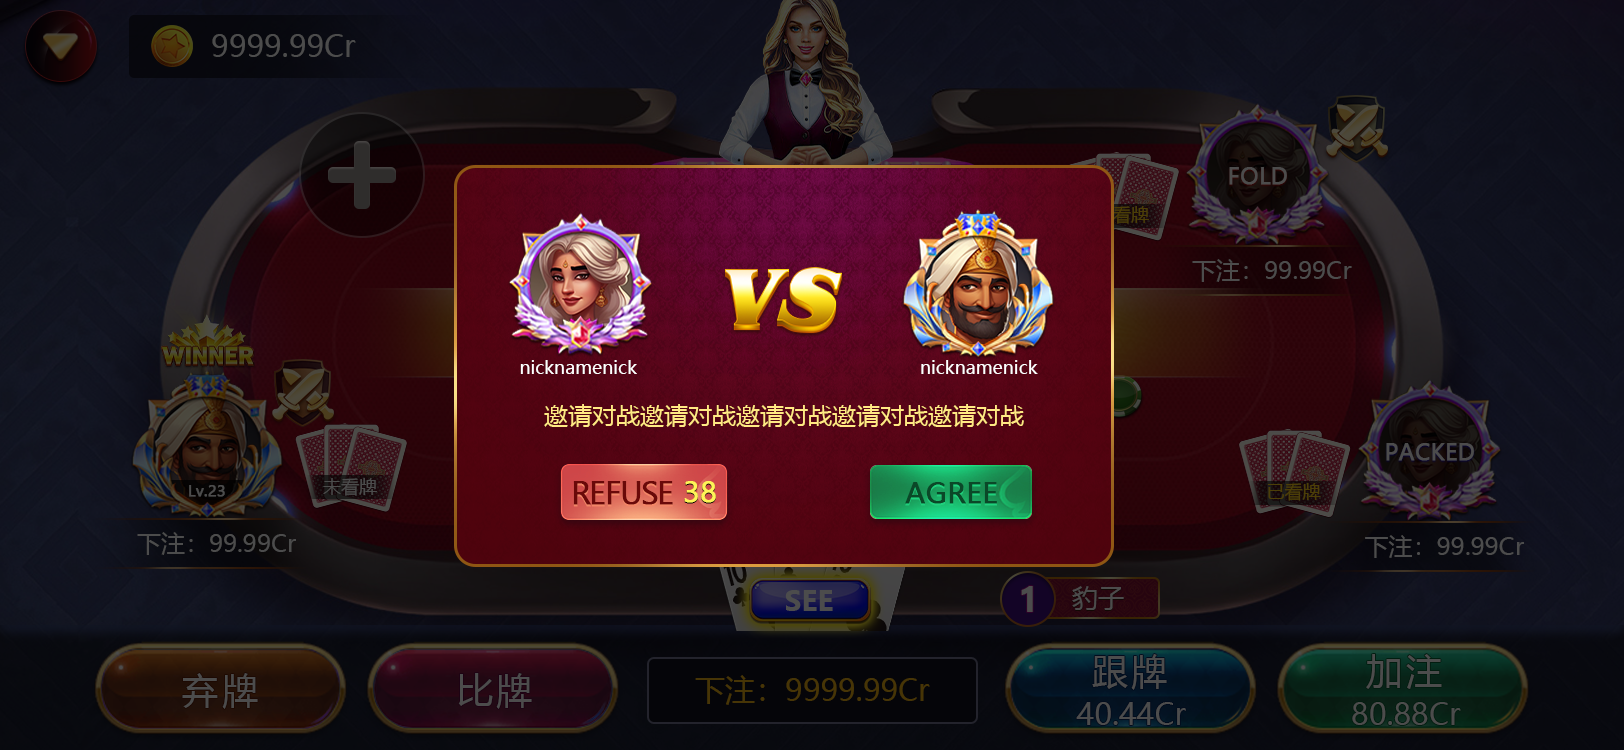 9999.99Cr
FOLD
看牌
下注：99.99Cr
WINNER
nicknamenick
VS
nicknamenick
邀请对战邀请对战邀请对战邀请对战邀请对战
REFUSE 38
AGREE
Lv.23
未看牌
下注：99.99Cr
PACKED
已看牌
下注：99.99Cr
10
SEE
1 豹子
弃牌
比牌
下注：9999.99Cr
跟牌
40.44Cr
加注
80.88Cr